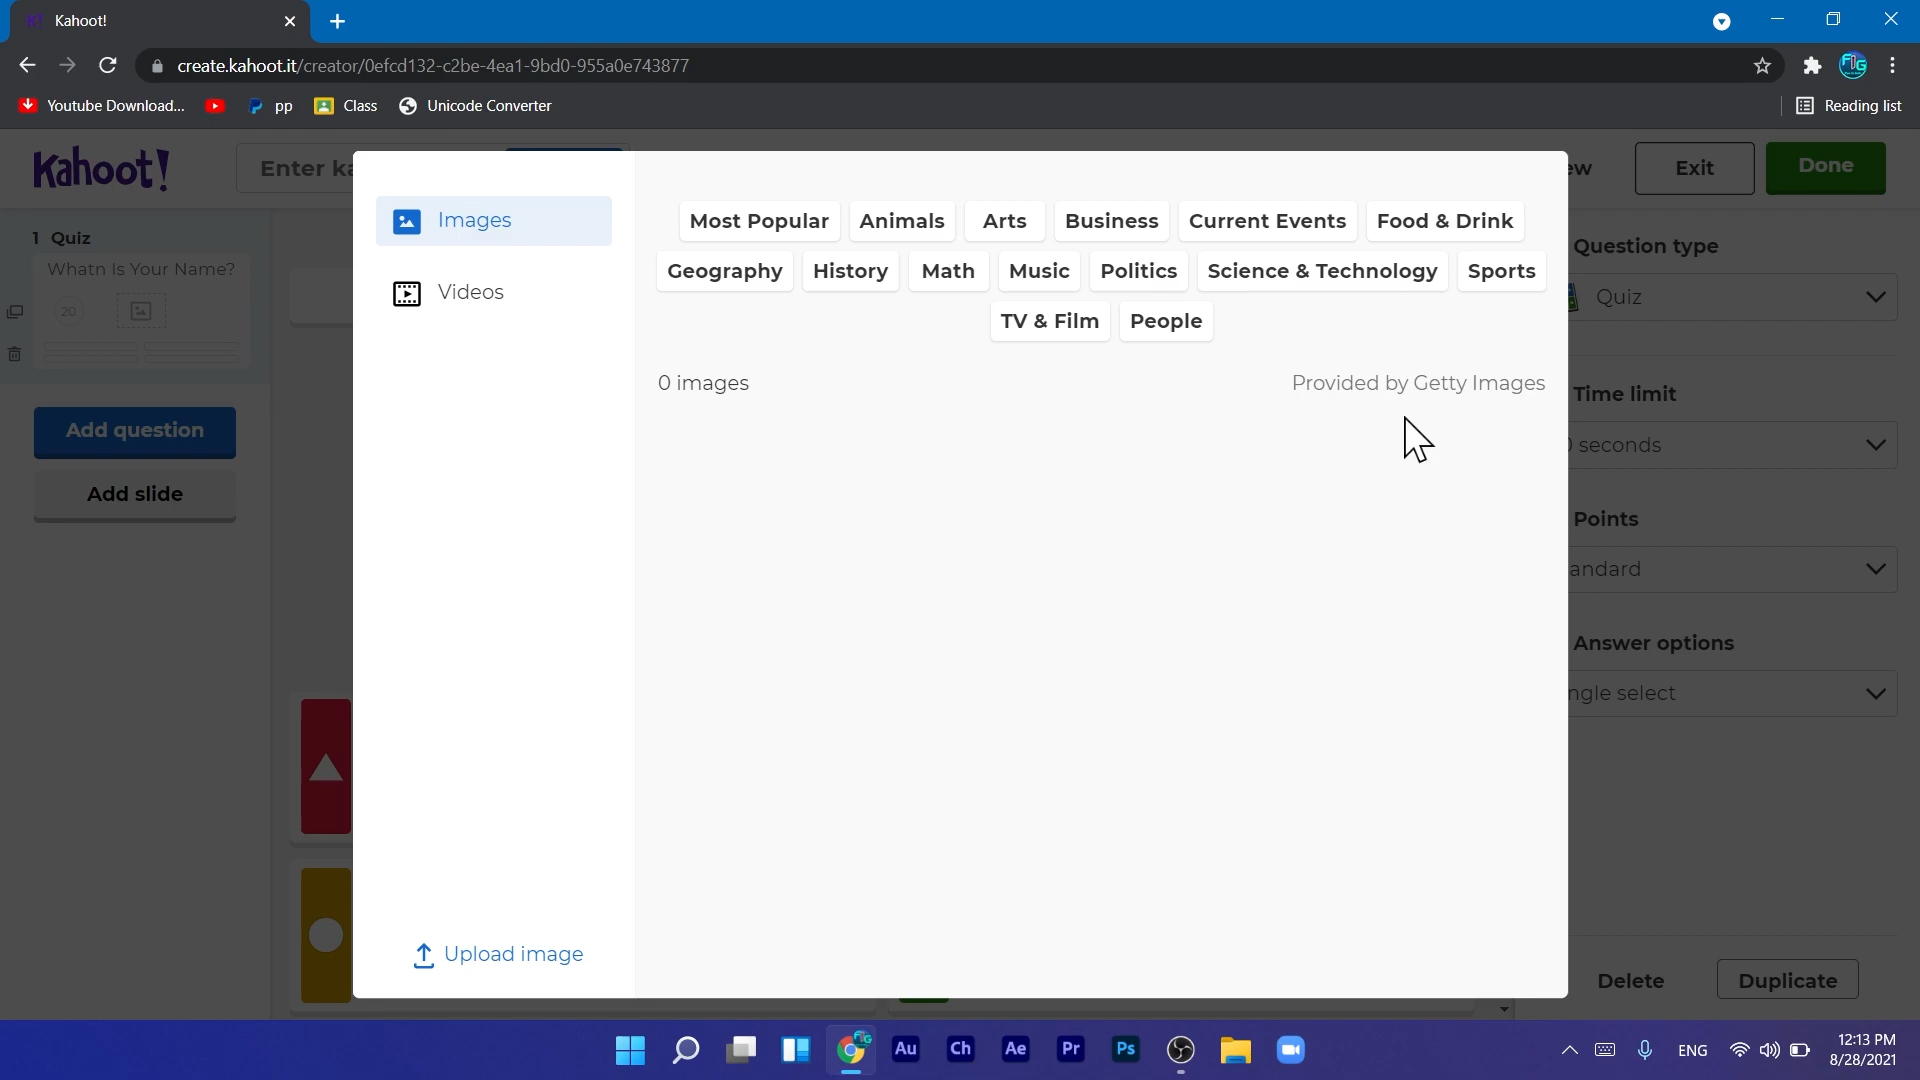 Kahoot!
create.kahoot.it/creator/0efcd132-c2be-4ea1-9bd0-955a0e743877
Youtube Download... pp Class Unicode Converter Reading list
Kahoot! Enter ka ew Exit Done
Images
Videos
Upload image
Most Popular Animals Arts Business Current Events Food & Drink
Geography History Math Music Politics Science & Technology Sports
TV & Film People
0 images Provided by Getty Images
1 Quiz
Whatn Is Your Name?
20
Add question
Add slide
Question type
Quiz
Time limit
0 seconds
Points
andard
Answer options
ngle select
Delete Duplicate
Au Ch Ae Pr Ps
ENG
12:13 PM
8/28/2021